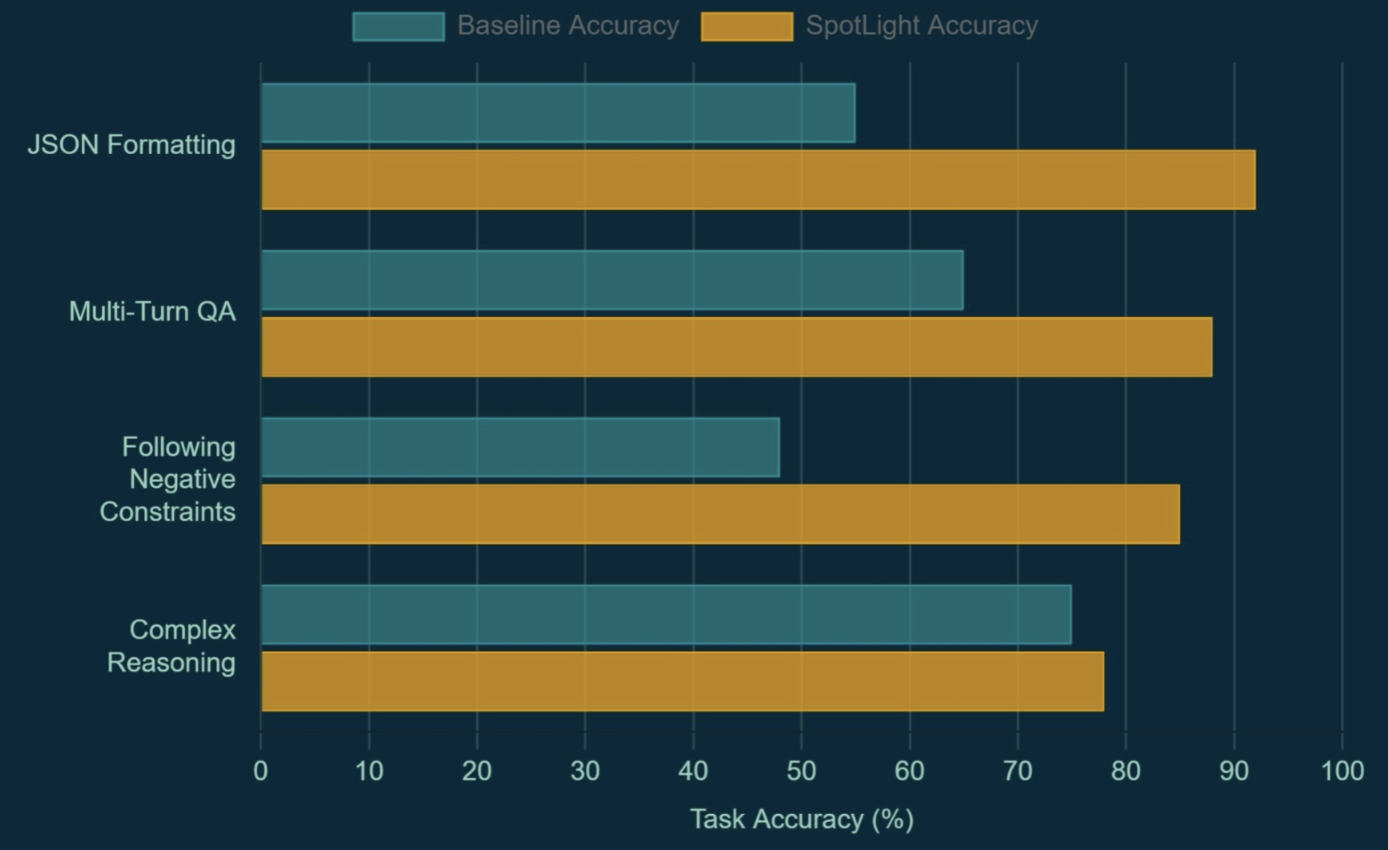 Baseline Accuracy SpotLight Accuracy
JSON Formatting
Multi-Turn QA
Following
Negative
Constraints
Complex
Reasoning
0 10 20 30 40 50 60 70 80 90 100
Task Accuracy (%)